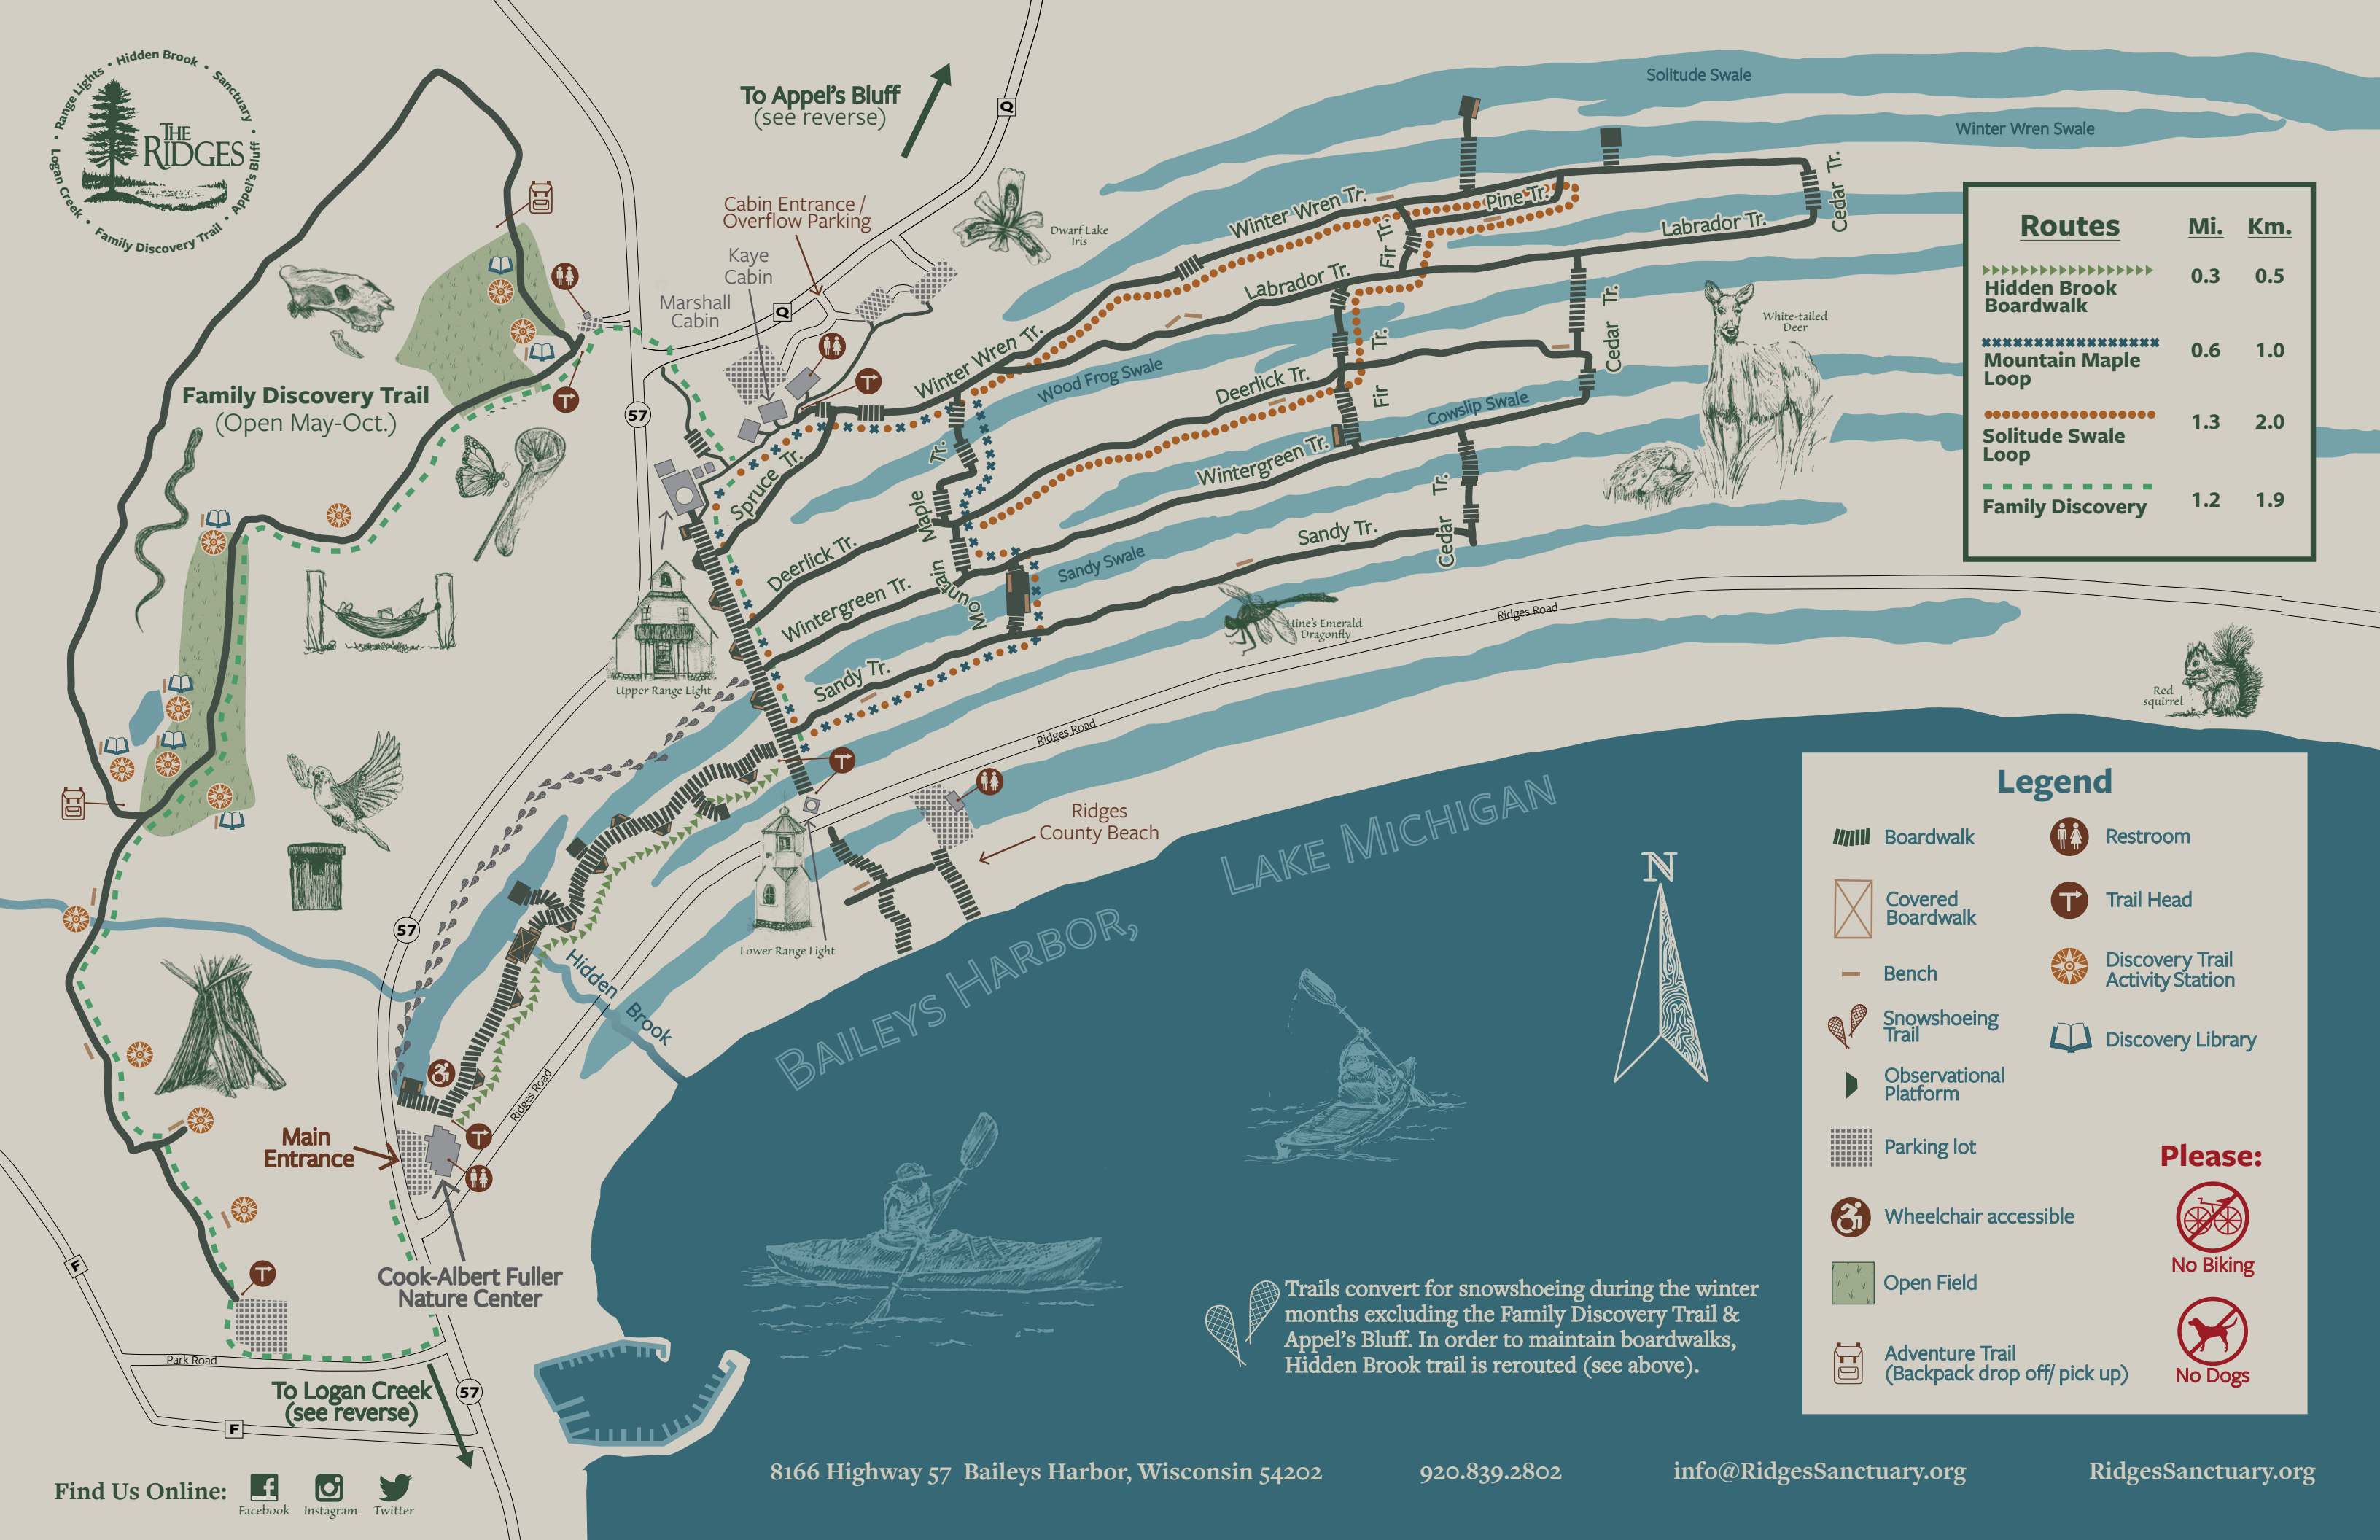 Range Lights • Hidden Brook • Sanctuary • Appel's Bluff • Family Discovery Trail • Logan Creek •
THE
RIDGES
To Appel's Bluff
(see reverse)
Q
Solitude Swale
Winter Wren Swale
Cabin Entrance /
Overflow Parking
Kaye
Cabin
Marshall
Cabin
Q
Dwarf Lake
Iris
Winter Wren Tr.
Pine Tr.
Fir Tr.
Labrador Tr.
Cedar Tr.
Labrador Tr.
Winter Wren Tr.
Wood Frog Swale
Deerlick Tr.
Fir Tr.
Cedar Tr.
Cowslip Swale
White-tailed
Deer
Routes Mi. Km.
Hidden Brook
Boardwalk
0.3 0.5
Mountain Maple
Loop
0.6 1.0
Solitude Swale
Loop
1.3 2.0
Family Discovery 1.2 1.9
Family Discovery Trail
(Open May-Oct.)
57
Spruce Tr.
Mountain Maple Tr.
Wintergreen Tr.
Deerlick Tr.
Wintergreen Tr.
Sandy Swale
Sandy Tr.
Cedar Tr.
Sandy Tr.
Hine's Emerald
Dragonfly
Ridges Road
Upper Range Light
Red
squirrel
Ridges Road
Ridges
County Beach
Lower Range Light
57
Hidden Brook
Ridges Road
Baileys Harbor, Lake Michigan
N
Main
Entrance
Cook-Albert Fuller
Nature Center
F
Park Road
To Logan Creek
(see reverse)
57
F
Legend
Boardwalk
Covered
Boardwalk
Bench
Snowshoeing
Trail
Observational
Platform
Parking lot
Wheelchair accessible
Open Field
Adventure Trail
(Backpack drop off/ pick up)
Restroom
Trail Head
Discovery Trail
Activity Station
Discovery Library
Please:
No Biking
No Dogs
Trails convert for snowshoeing during the winter
months excluding the Family Discovery Trail &
Appel's Bluff. In order to maintain boardwalks,
Hidden Brook trail is rerouted (see above).
Find Us Online:
Facebook Instagram Twitter
8166 Highway 57 Baileys Harbor, Wisconsin 54202 920.839.2802 info@RidgesSanctuary.org RidgesSanctuary.org